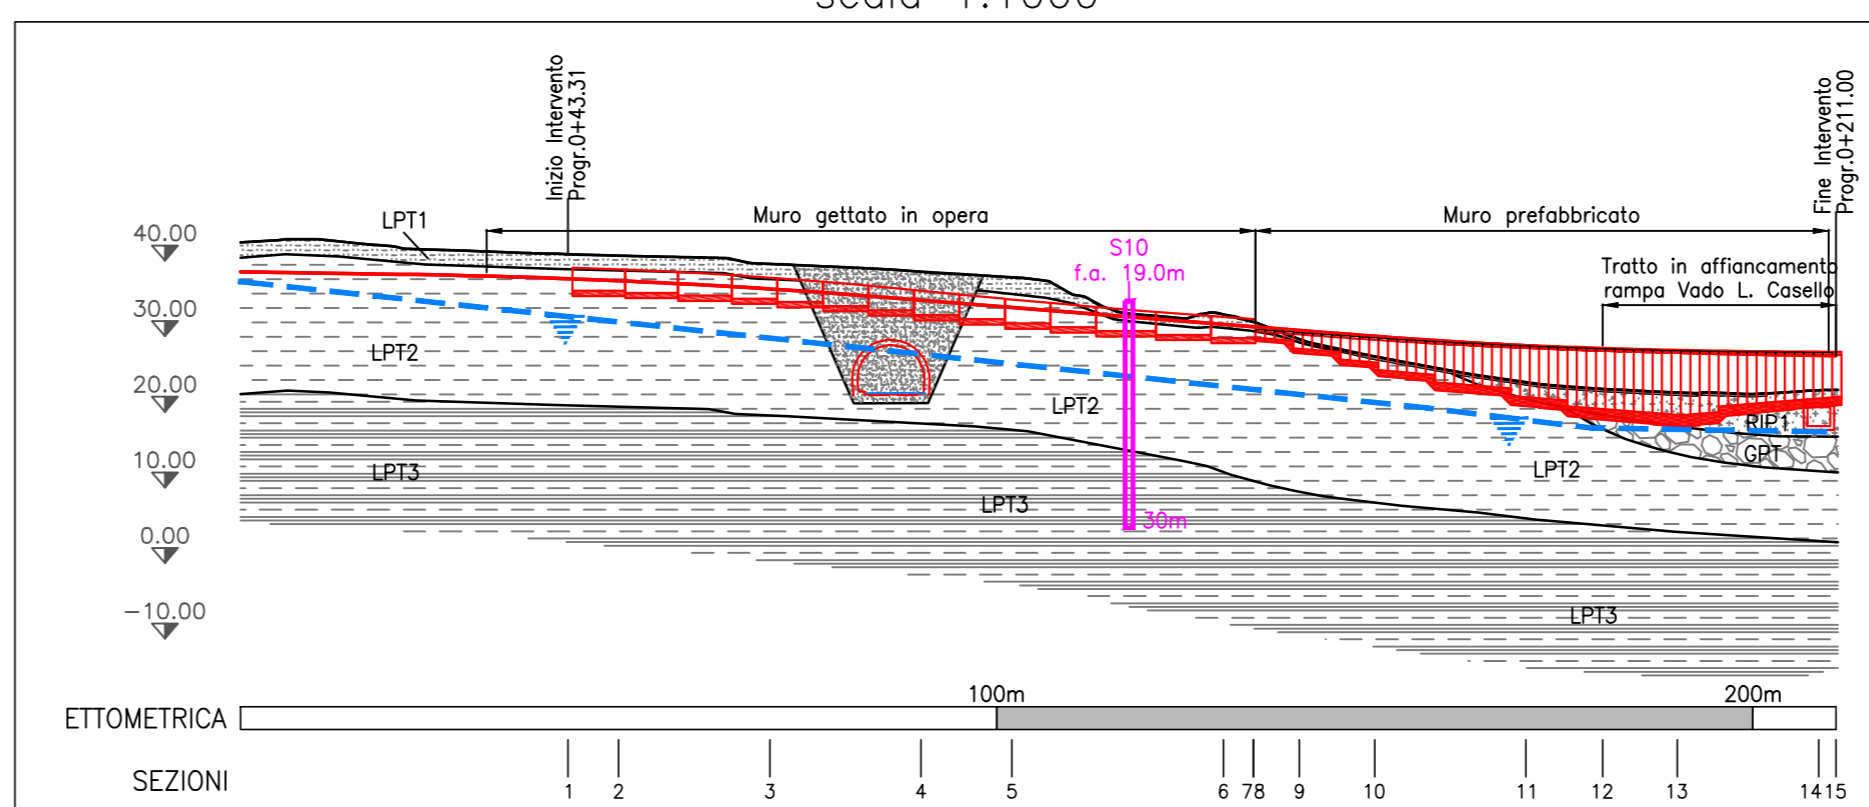 scala 1:1000
Inizio Intervento
Progr.0+43.31
Fine Intervento
Progr.0+211.00
LPT1
Muro gettato in opera
Muro prefabbricato
S10
f.a. 19.0m
Tratto in affiancamento
rampa Vado L. Casello
40.00
30.00
20.00
10.00
0.00
−10.00
LPT2
LPT2
LPT2
RIP1
GPT
LPT3
LPT3
30m
LPT3
100m
200m
ETTOMETRICA
SEZIONI
1 2 3 4 5 6 7 8 9 10 11 12 13 14 15